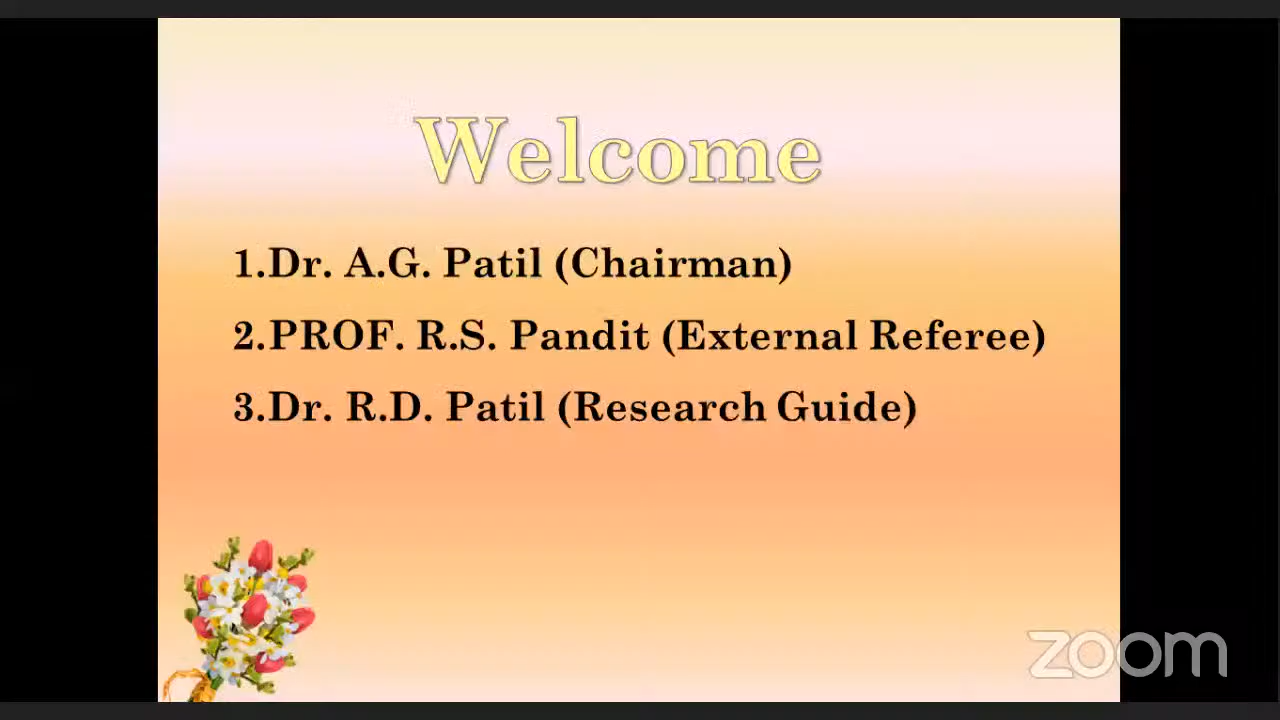 Welcome
1.Dr. A.G. Patil (Chairman)
2.PROF. R.S. Pandit (External Referee)
3.Dr. R.D. Patil (Research Guide)
zoom